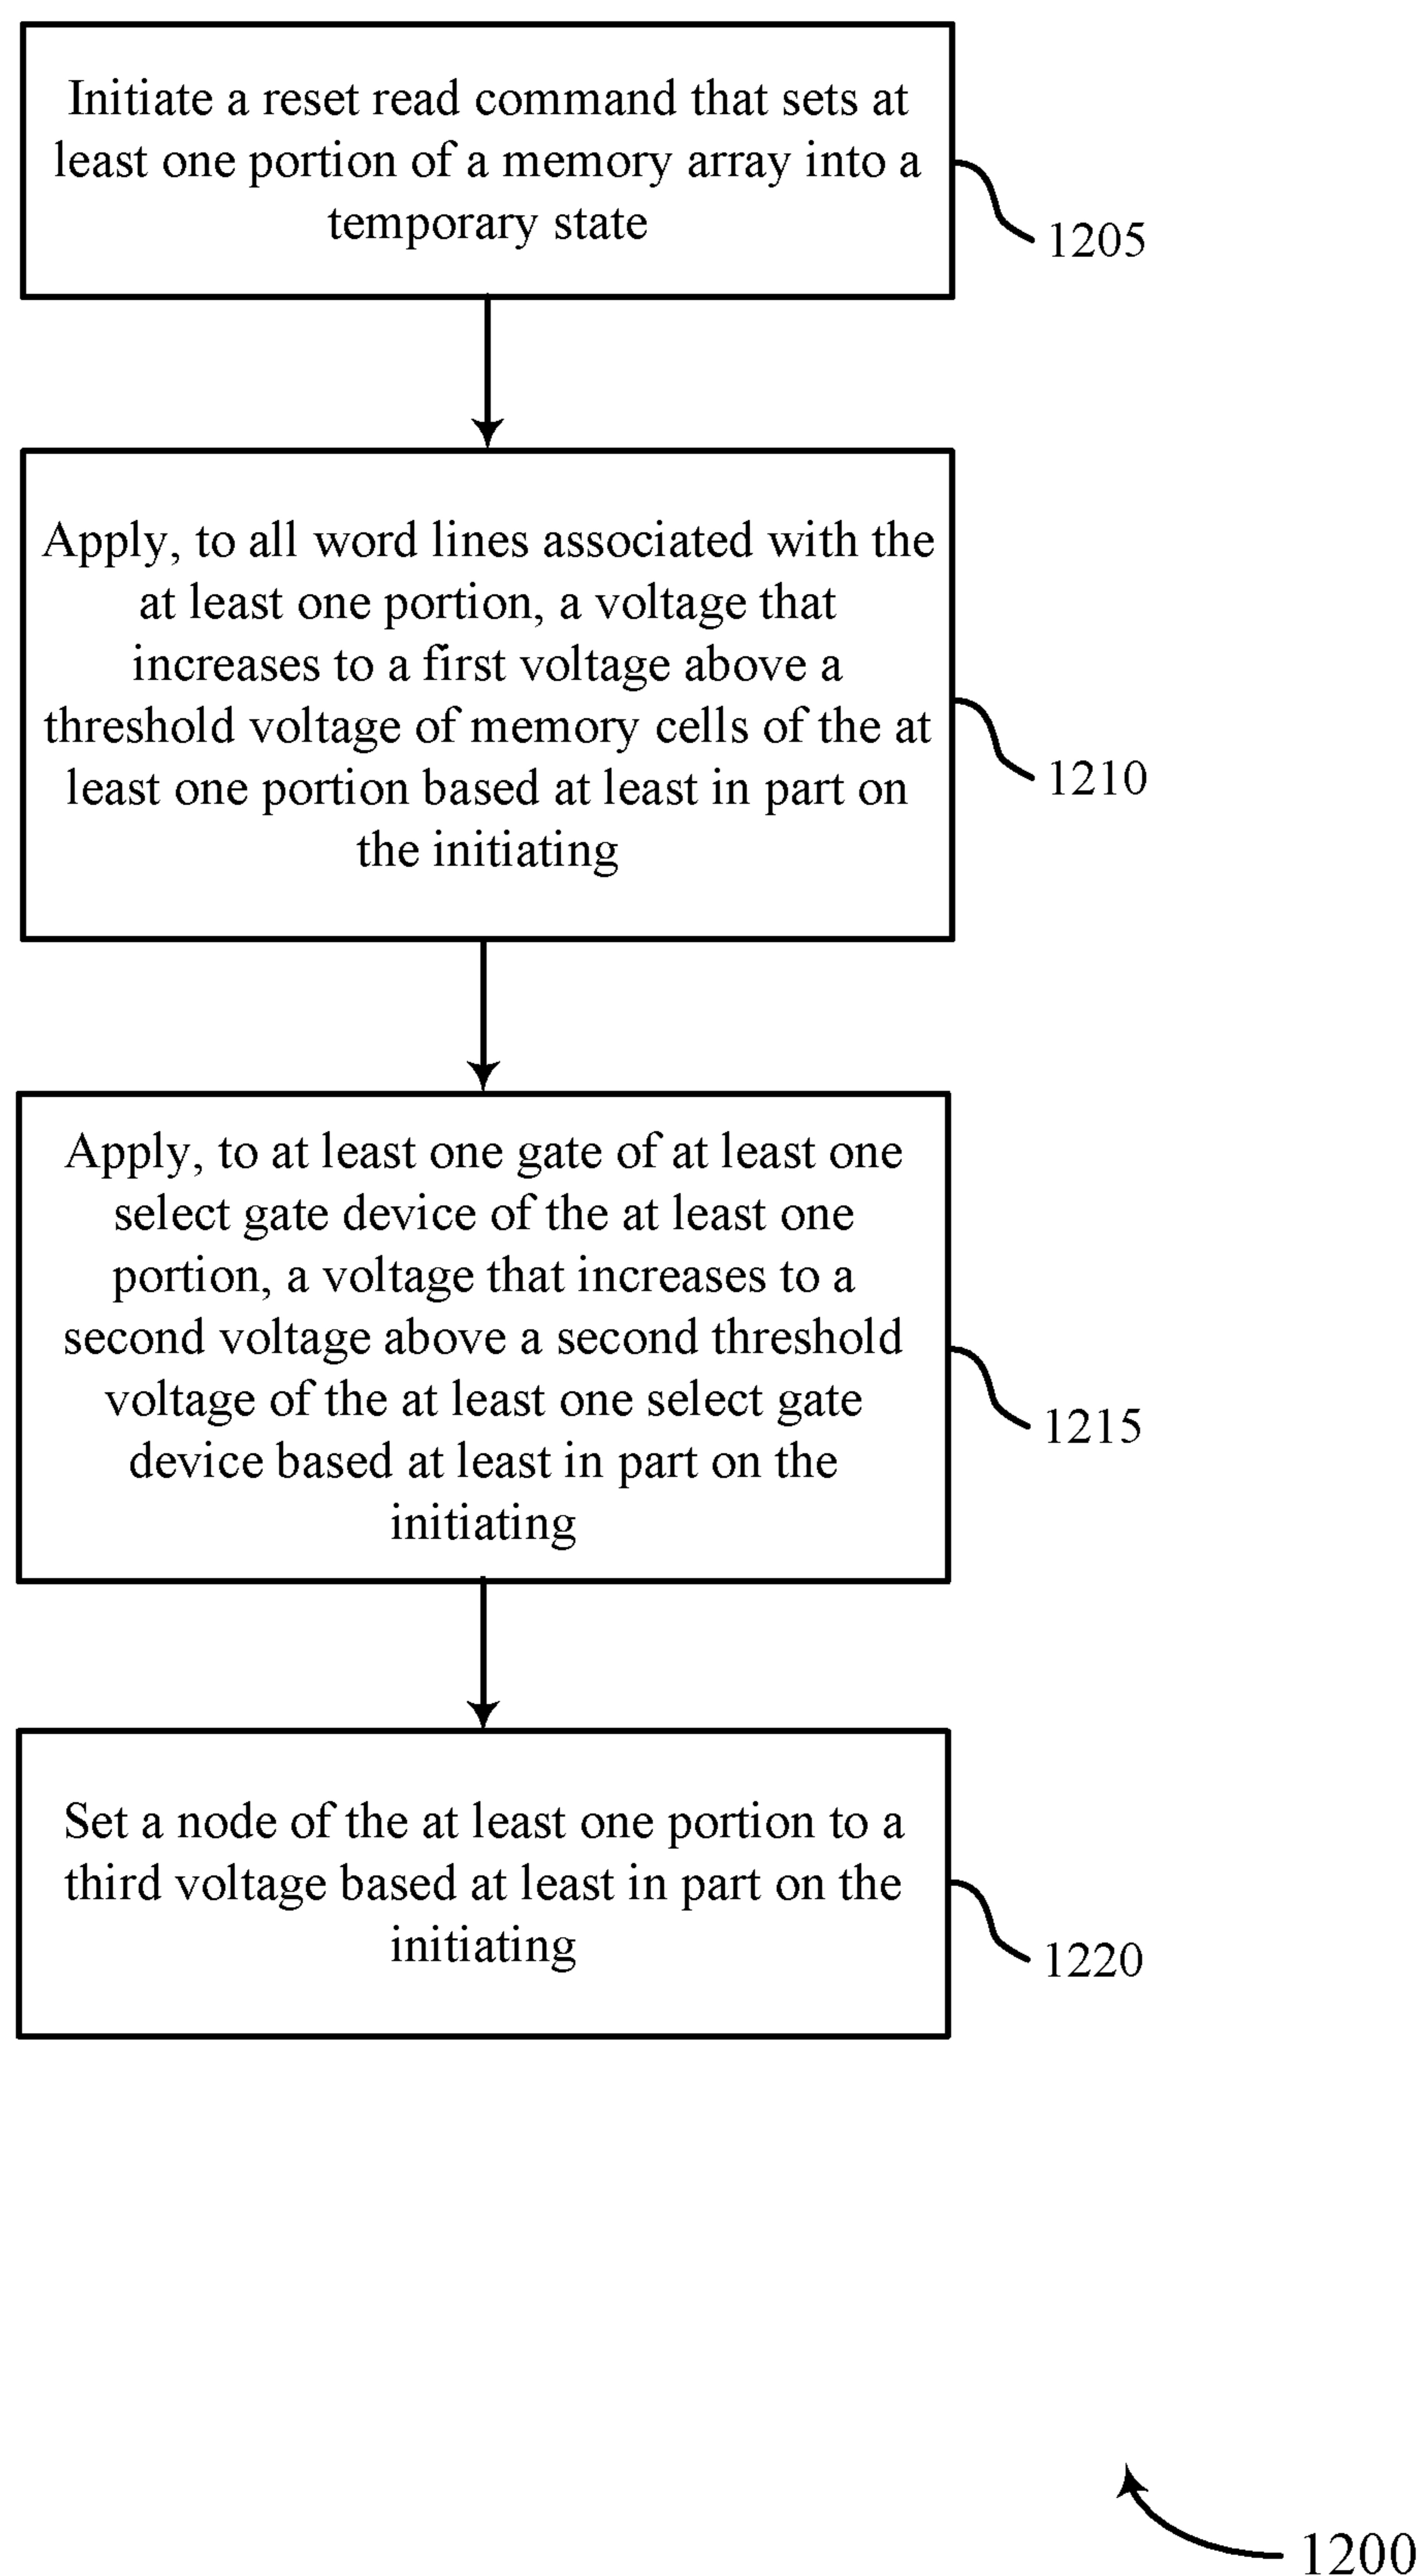 Initiate a reset read command that sets at
least one portion of a memory array into a
temporary state
1205
Apply, to all word lines associated with the
at least one portion, a voltage that
increases to a first voltage above a
threshold voltage of memory cells of the at
least one portion based at least in part on
the initiating
1210
Apply, to at least one gate of at least one
select gate device of the at least one
portion, a voltage that increases to a
second voltage above a second threshold
voltage of the at least one select gate
device based at least in part on the
initiating
1215
Set a node of the at least one portion to a
third voltage based at least in part on the
initiating
1220
1200